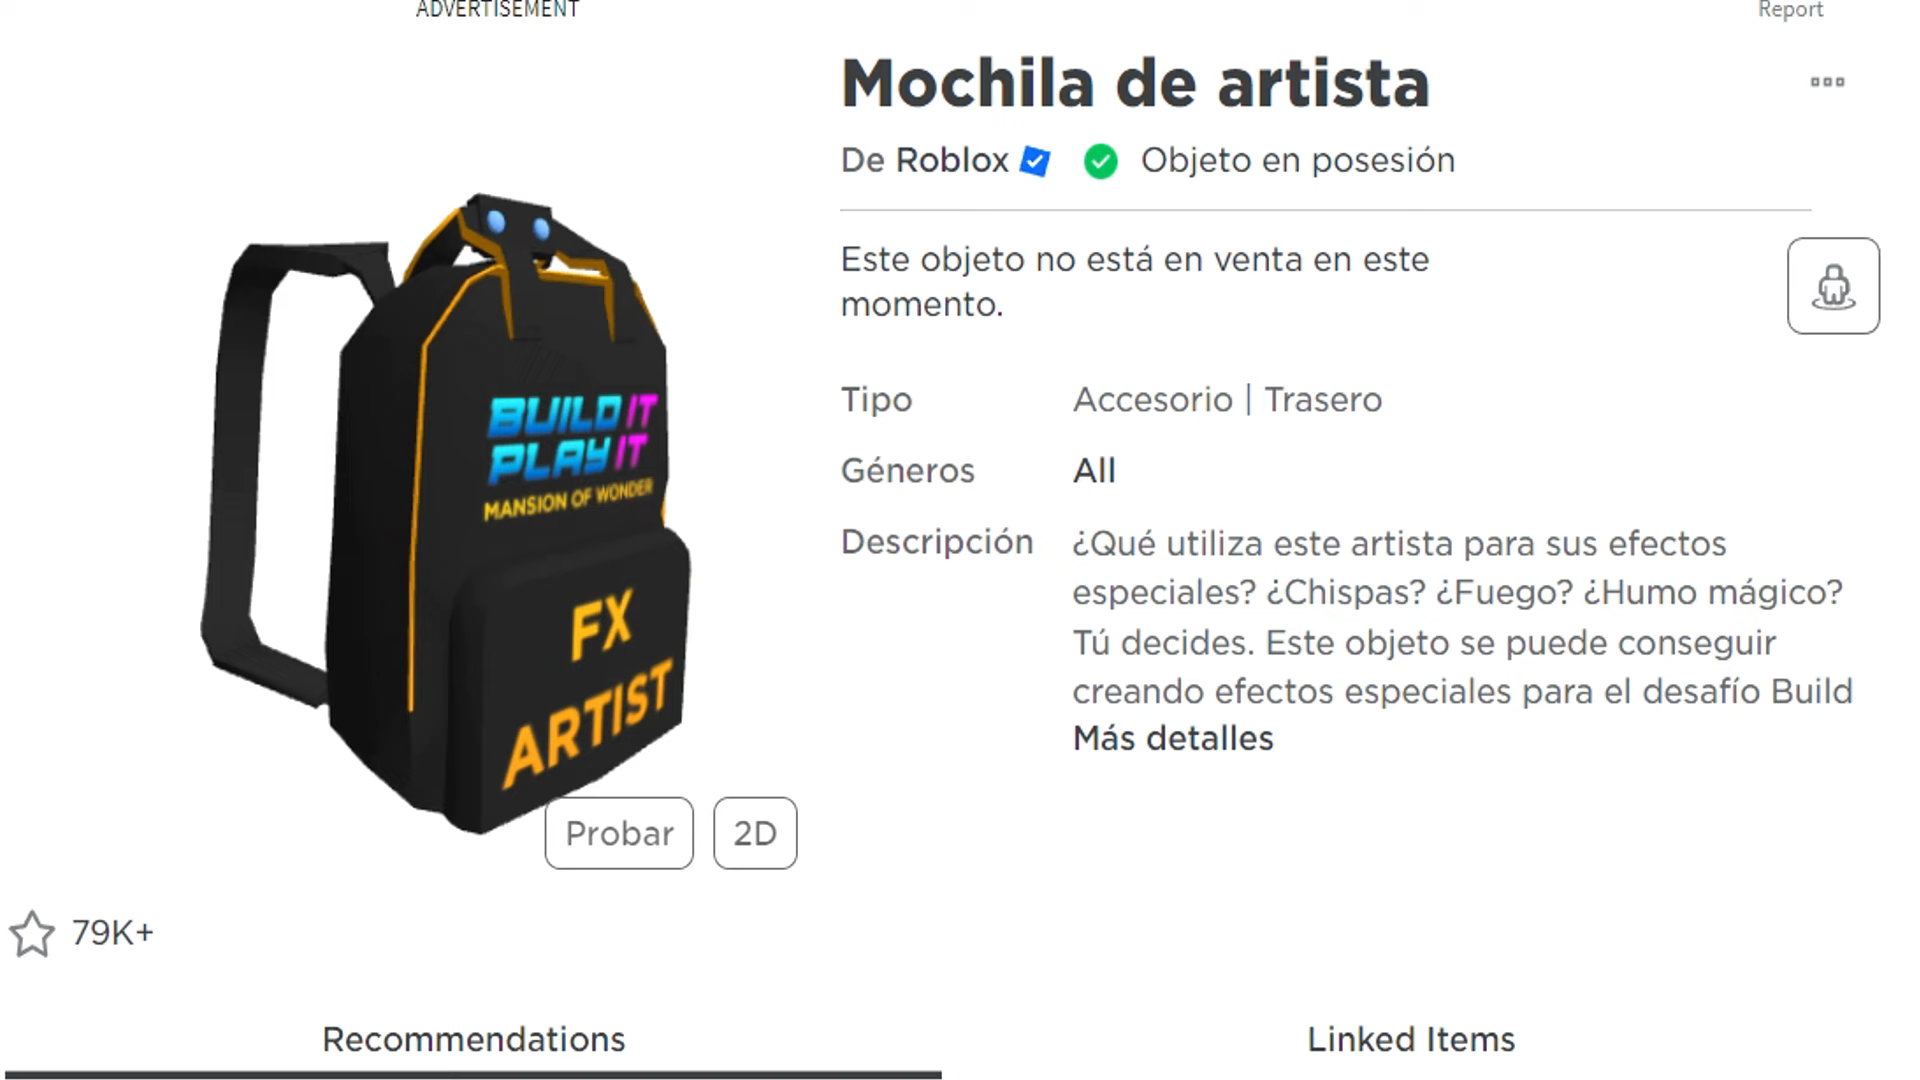 ADVERTISEMENT
Report
Mochila de artista
De Roblox Objeto en posesión
Este objeto no está en venta en este
momento.
Tipo Accesorio | Trasero
Géneros All
Descripción ¿Qué utiliza este artista para sus efectos
especiales? ¿Chispas? ¿Fuego? ¿Humo mágico?
Tú decides. Este objeto se puede conseguir
creando efectos especiales para el desafío Build
Más detalles
BUILD IT
PLAY IT
MANSION OF WONDER
FX
ARTIST
Probar 2D
79K+
Recommendations Linked Items